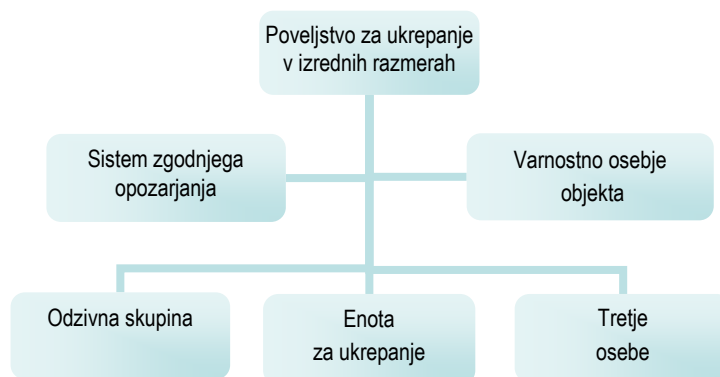 Poveljstvo za ukrepanje
v izrednih razmerah
Sistem zgodnjega
opozarjanja
Varnostno osebje
objekta
Odzivna skupina
Enota
za ukrepanje
Tretje
osebe